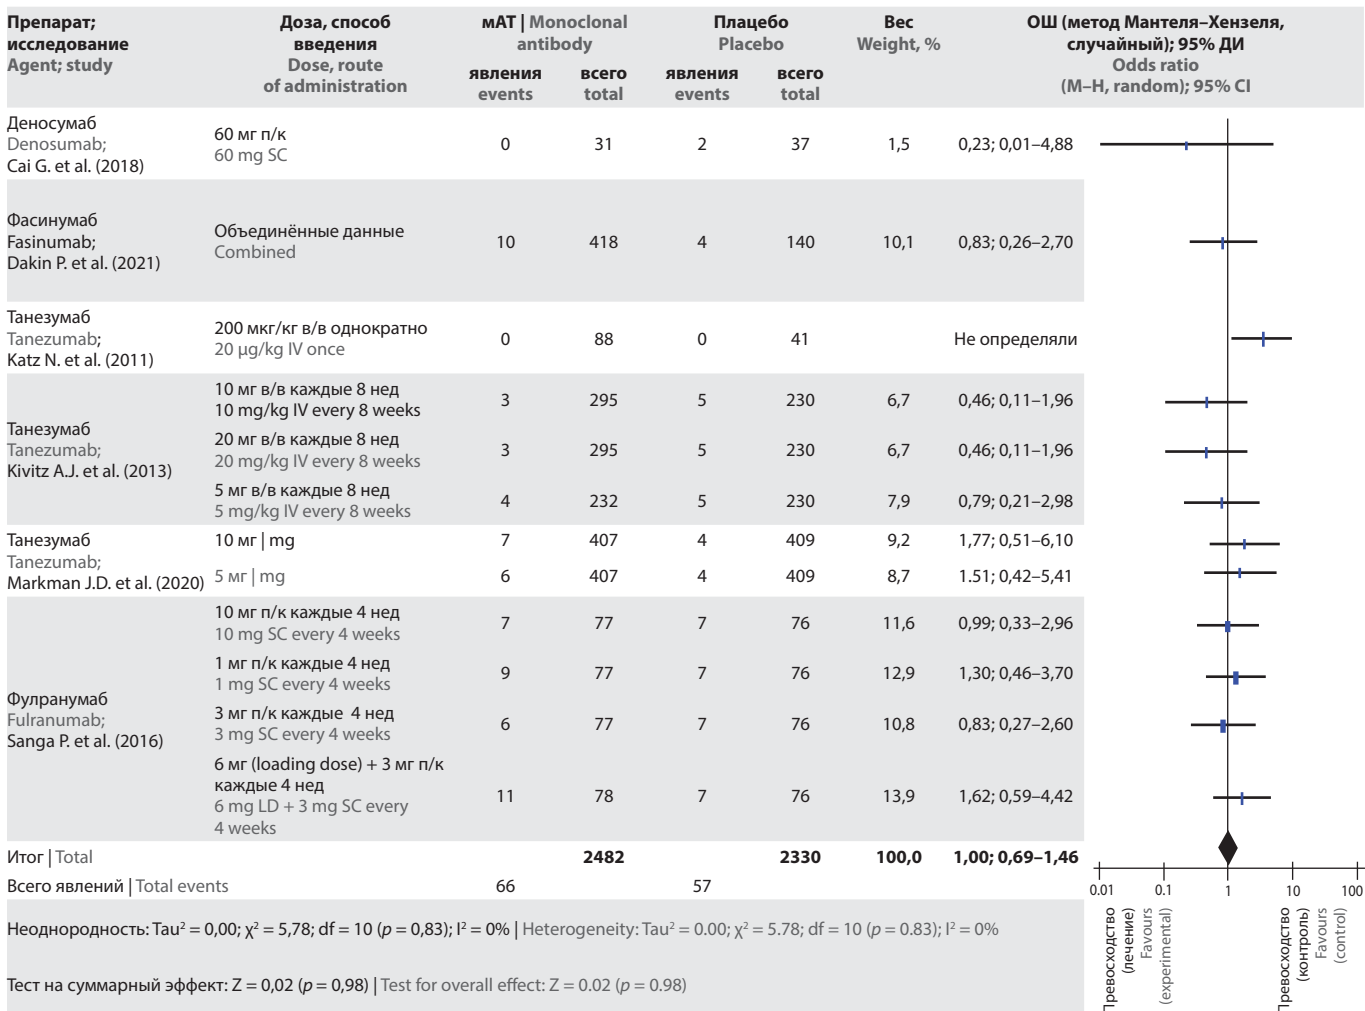 Препарат;
исследование
Agent; study
Доза, способ
введения
Dose, route
of administration
мАТ | Monoclonal
antibody
явления
events
всего
total
Плацебо
Placebo
явления
events
всего
total
Вес
Weight, %
ОШ (метод Мантеля–Хензеля,
случайный); 95% ДИ
Odds ratio
(M–H, random); 95% CI
Деносумаб
Denosumab;
Cai G. et al. (2018)
60 мг п/к
60 mg SC
0 31 2 37 1,5 0,23; 0,01–4,88
Фасинумаб
Fasinumab;
Dakin P. et al. (2021)
Объединённые данные
Combined
10 418 4 140 10,1 0,83; 0,26–2,70
Танезумаб
Tanezumab;
Katz N. et al. (2011)
200 мкг/кг в/в однократно
20 µg/kg IV once
0 88 0 41 Не определяли
Танезумаб
Tanezumab;
Kivitz A.J. et al. (2013)
10 мг в/в каждые 8 нед
10 mg/kg IV every 8 weeks
3 295 5 230 6,7 0,46; 0,11–1,96
20 мг в/в каждые 8 нед
20 mg/kg IV every 8 weeks
3 295 5 230 6,7 0,46; 0,11–1,96
5 мг в/в каждые 8 нед
5 mg/kg IV every 8 weeks
4 232 5 230 7,9 0,79; 0,21–2,98
Танезумаб
Tanezumab;
Markman J.D. et al. (2020)
10 мг | mg
7 407 4 409 9,2 1,77; 0,51–6,10
5 мг | mg
6 407 4 409 8,7 1.51; 0,42–5,41
Фулранумаб
Fulranumab;
Sanga P. et al. (2016)
10 мг п/к каждые 4 нед
10 mg SC every 4 weeks
7 77 7 76 11,6 0,99; 0,33–2,96
1 мг п/к каждые 4 нед
1 mg SC every 4 weeks
9 77 7 76 12,9 1,30; 0,46–3,70
3 мг п/к каждые 4 нед
3 mg SC every 4 weeks
6 77 7 76 10,8 0,83; 0,27–2,60
6 мг (loading dose) + 3 мг п/к
каждые 4 нед
6 mg LD + 3 mg SC every
4 weeks
11 78 7 76 13,9 1,62; 0,59–4,42
Итог | Total 2482 2330 100,0 1,00; 0,69–1,46
Всего явлений | Total events 66 57
0.01 0.1 1 10 100
Превосходство
(лечение)
Favours
(experimental)
Превосходство
(контроль)
Favours
(control)
Неоднородность: Tau² = 0,00; χ² = 5,78; df = 10 (p = 0,83); I² = 0% | Heterogeneity: Tau² = 0.00; χ² = 5.78; df = 10 (p = 0.83); I² = 0%
Тест на суммарный эффект: Z = 0,02 (p = 0,98) | Test for overall effect: Z = 0.02 (p = 0.98)